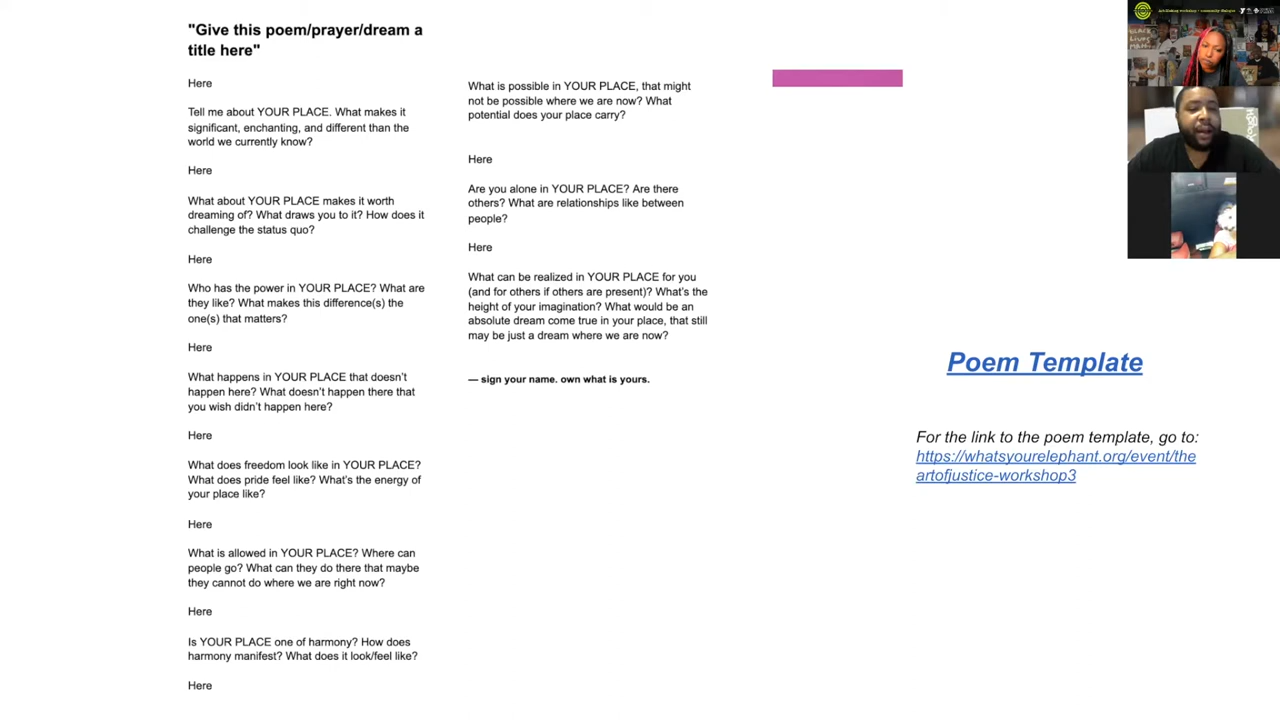 "Give this poem/prayer/dream a
title here"
Here
Tell me about YOUR PLACE. What makes it
significant, enchanting, and different than the
world we currently know?
Here
What about YOUR PLACE makes it worth
dreaming of? What draws you to it? How does it
challenge the status quo?
Here
Who has the power in YOUR PLACE? What are
they like? What makes this difference(s) the
one(s) that matters?
Here
What happens in YOUR PLACE that doesn't
happen here? What doesn't happen there that
you wish didn't happen here?
Here
What does freedom look like in YOUR PLACE?
What does pride feel like? What's the energy of
your place like?
Here
What is allowed in YOUR PLACE? Where can
people go? What can they do there that maybe
they cannot do where we are right now?
Here
Is YOUR PLACE one of harmony? How does
harmony manifest? What does it look/feel like?
Here
What is possible in YOUR PLACE, that might
not be possible where we are now? What
potential does your place carry?
Here
Are you alone in YOUR PLACE? Are there
others? What are relationships like between
people?
Here
What can be realized in YOUR PLACE for you
(and for others if others are present)? What's the
height of your imagination? What would be an
absolute dream come true in your place, that still
may be just a dream where we are now?
— sign your name. own what is yours.
Poem Template
For the link to the poem template, go to:
https://whatsyourelephant.org/event/the
artofjustice-workshop3